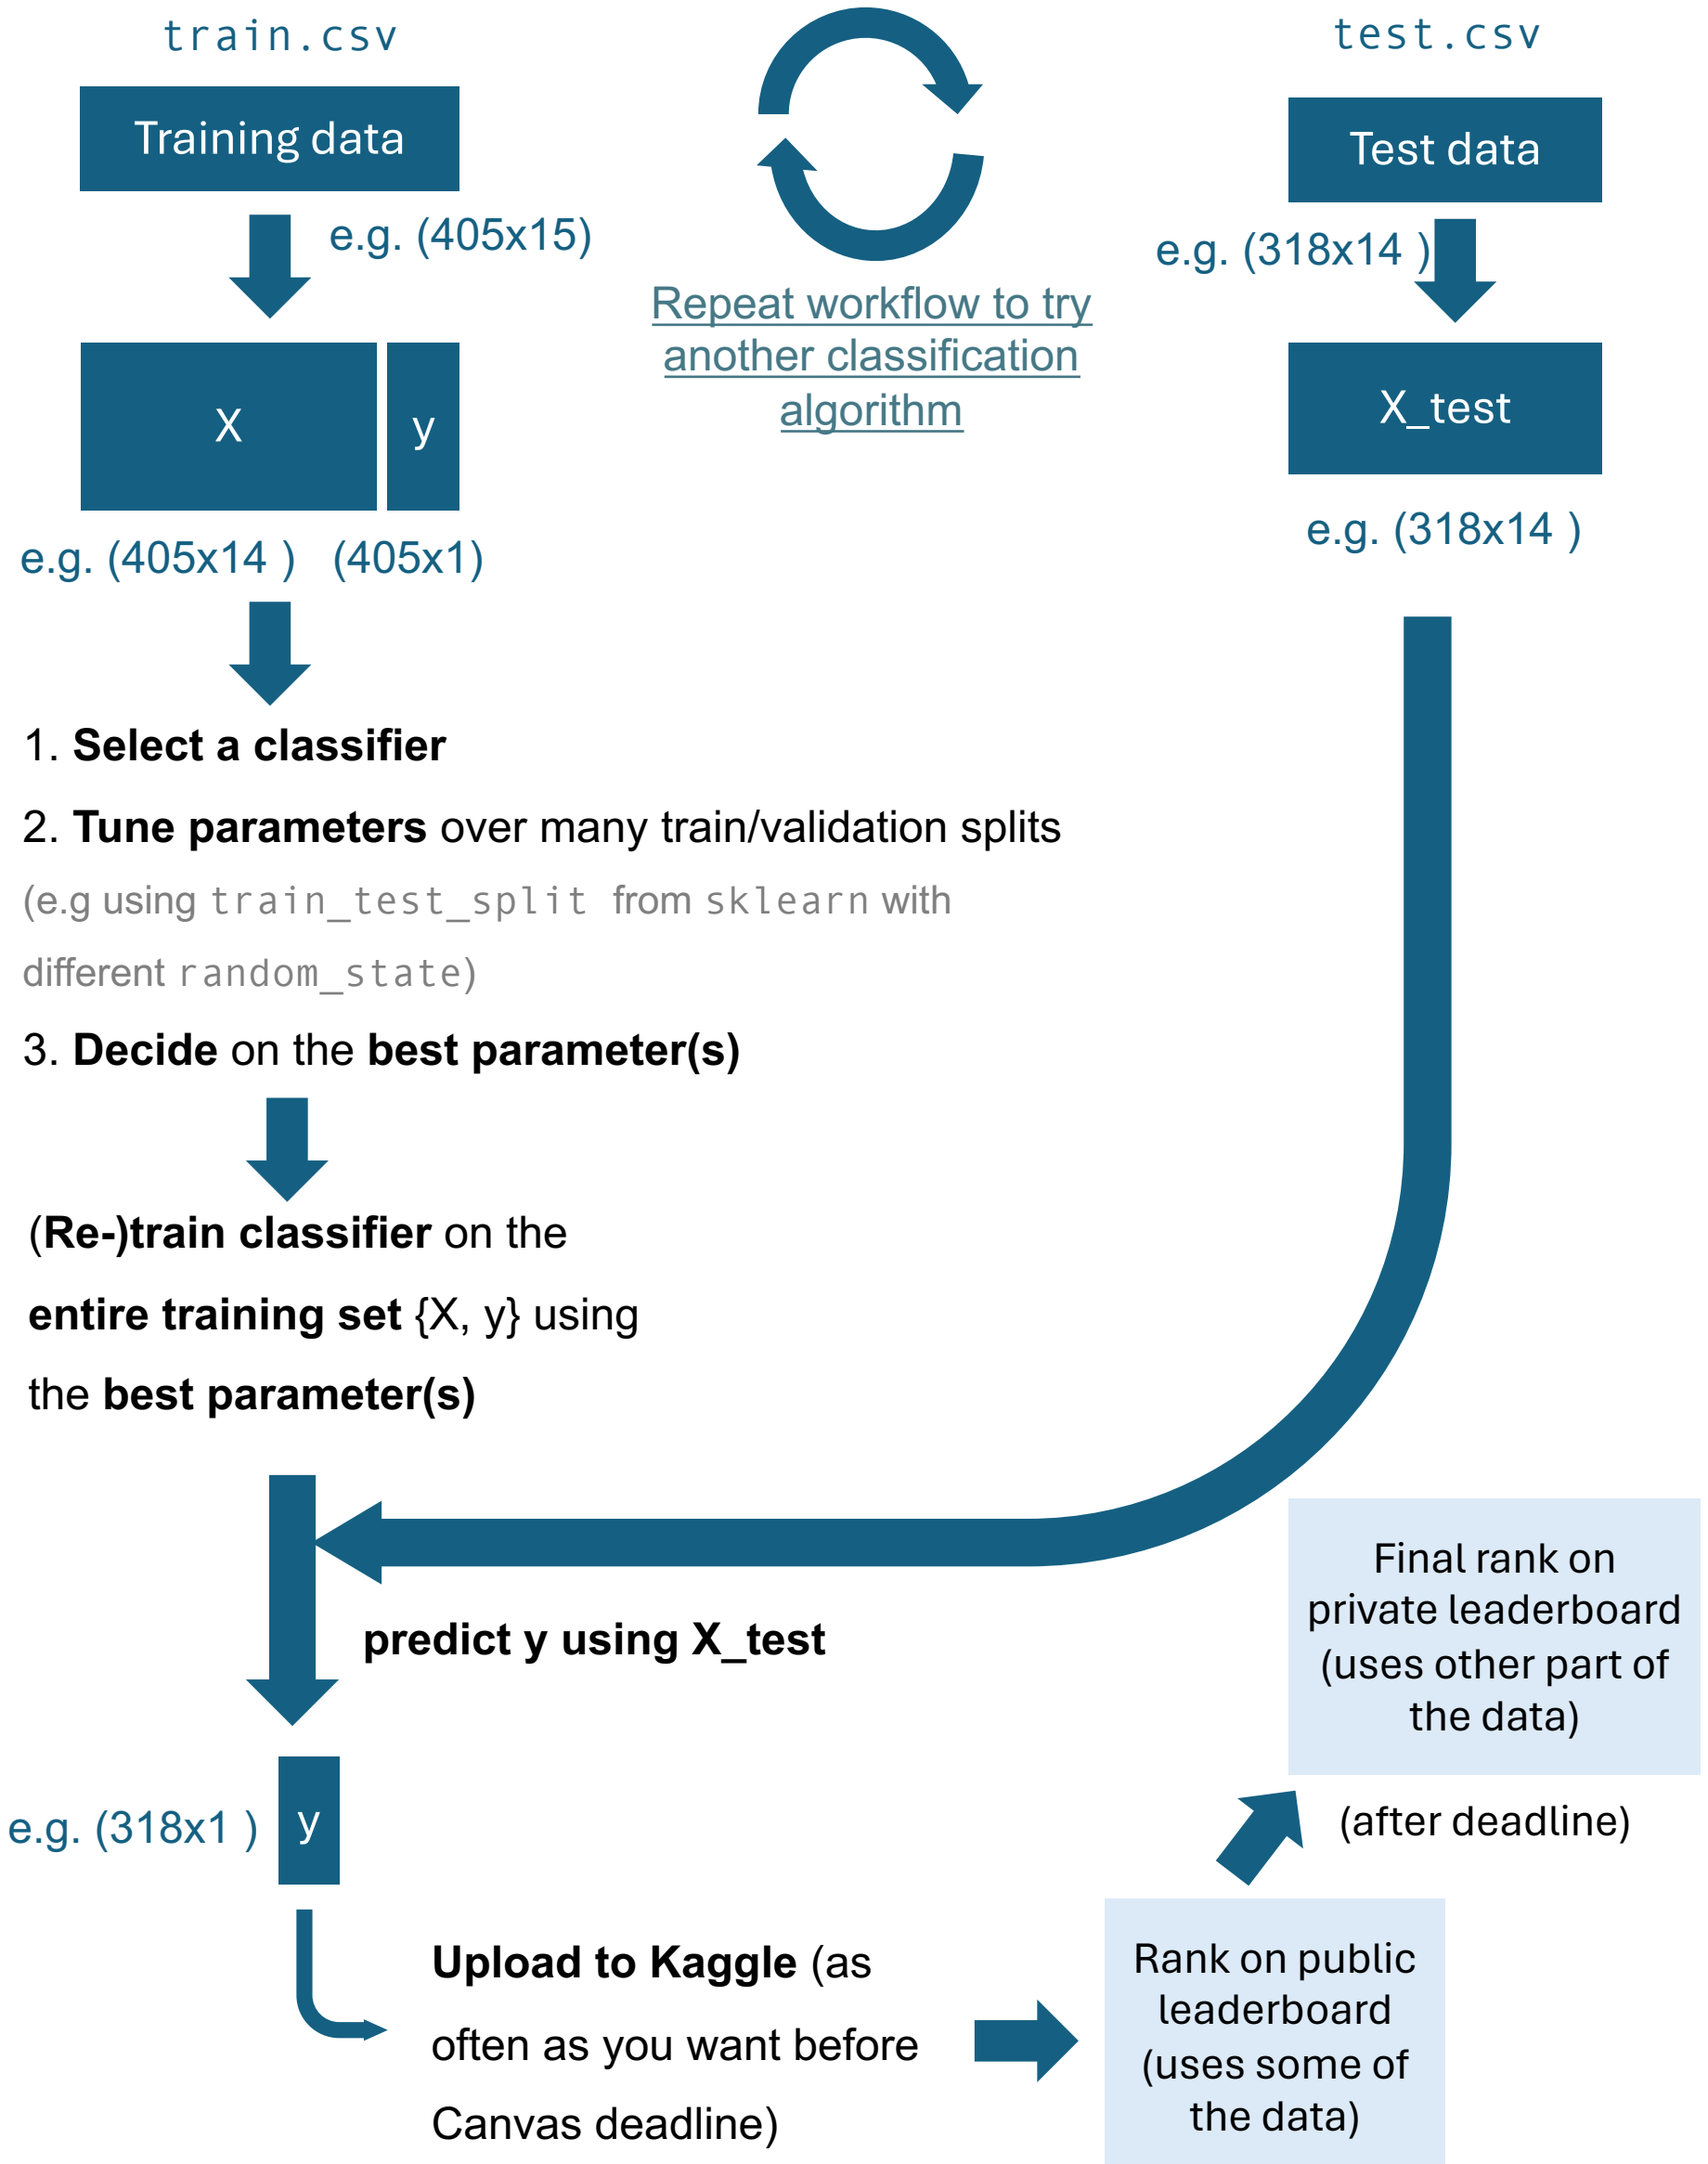 train.csv
Training data
e.g. (405x15)
X
y
e.g. (405x14 )
(405x1)
Repeat workflow to try
another classification
algorithm
test.csv
Test data
e.g. (318x14 )
X_test
e.g. (318x14 )
1. Select a classifier
2. Tune parameters over many train/validation splits
(e.g using train_test_split from sklearn with
different random_state)
3. Decide on the best parameter(s)
(Re-)train classifier on the
entire training set {X, y} using
the best parameter(s)
predict y using X_test
e.g. (318x1 )
y
Upload to Kaggle (as
often as you want before
Canvas deadline)
Rank on public
leaderboard
(uses some of
the data)
(after deadline)
Final rank on
private leaderboard
(uses other part of
the data)